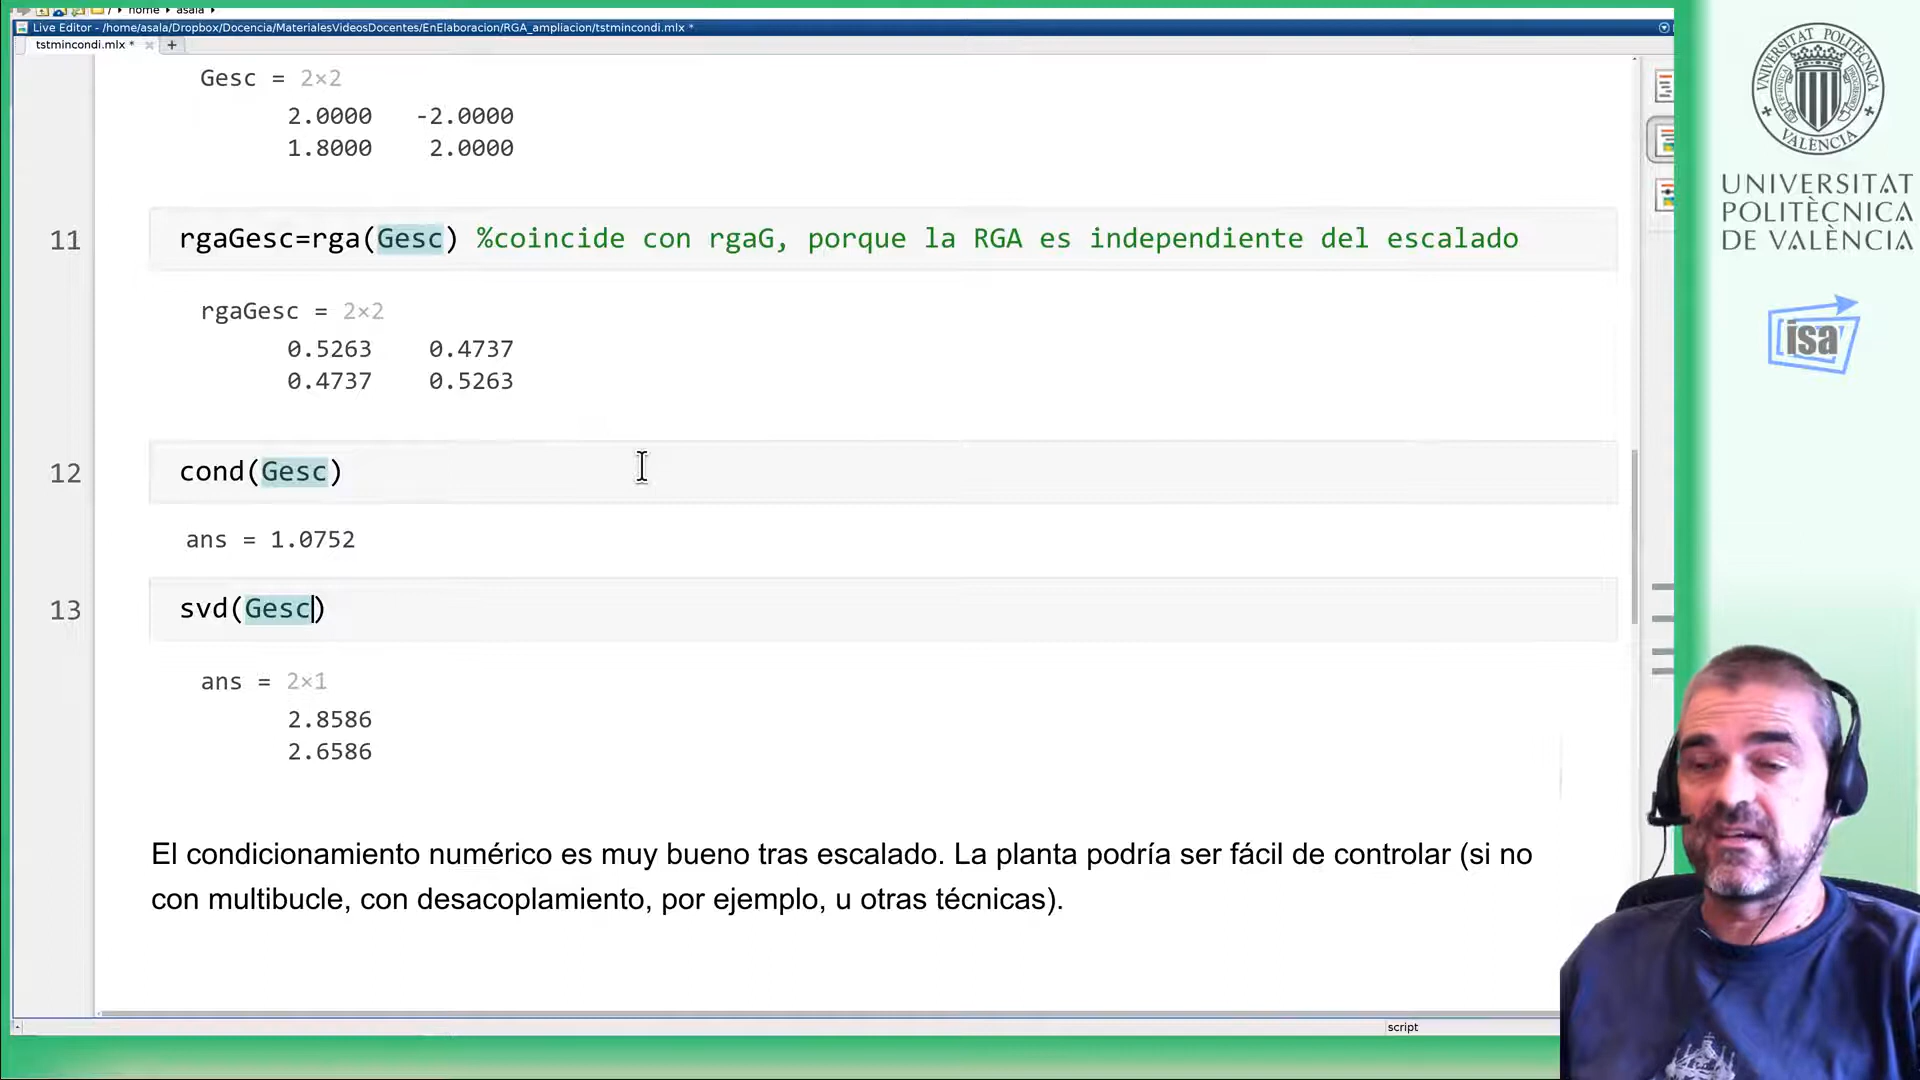 / home asala
Live Editor - /home/asala/Dropbox/Docencia/MaterialesVideosDocentes/EnElaboracion/RGA_ampliacion/tstmincondi.mlx *
tstmincondi.mlx * × +
Gesc = 2×2
2.0000 -2.0000
1.8000 2.0000
11 rgaGesc=rga(Gesc) %coincide con rgaG, porque la RGA es independiente del escalado
rgaGesc = 2×2
0.5263 0.4737
0.4737 0.5263
12 cond(Gesc)
ans = 1.0752
13 svd(Gesc)
ans = 2×1
2.8586
2.6586
El condicionamiento numérico es muy bueno tras escalado. La planta podría ser fácil de controlar (si no
con multibucle, con desacoplamiento, por ejemplo, u otras técnicas).
script
UNIVERSITAT
POLITÈCNICA
DE VALÈNCIA
isa